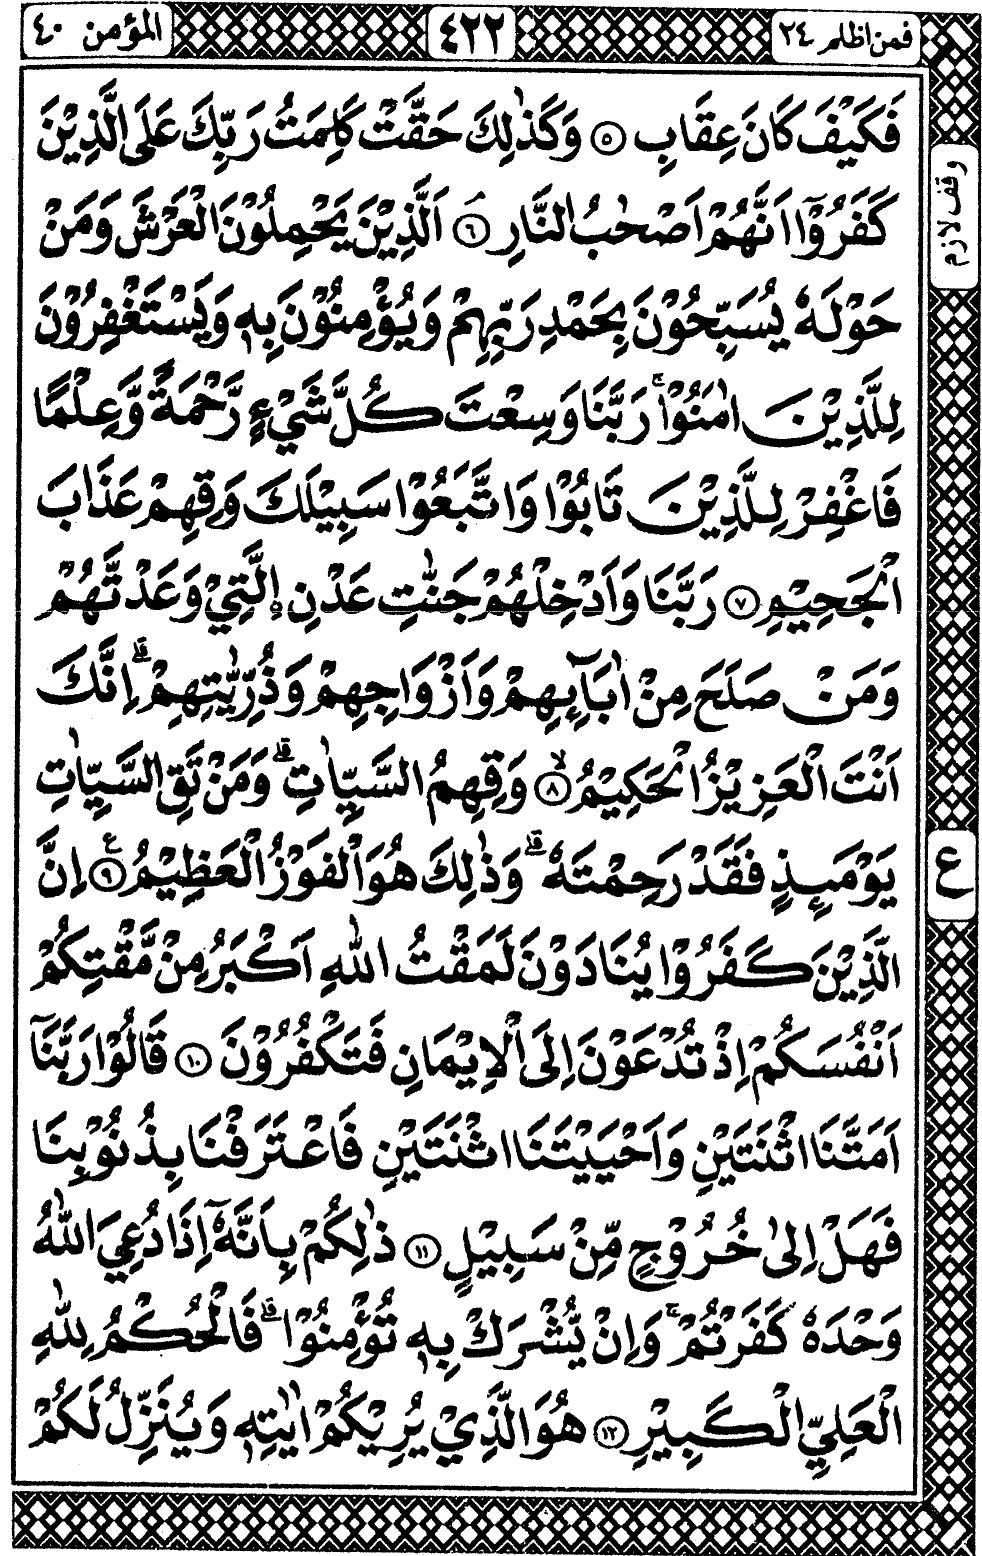 فمن اظلم ٢٤
٤٢٢
المؤمن ٤٠
فَكَيْفَ كَانَ عِقَابِ ﴿٥﴾ وَكَذٰلِكَ حَقَّتْ كَلِمَتُ رَبِّكَ عَلَى الَّذِيْنَ
كَفَرُوْٓا اَنَّهُمْ اَصْحٰبُ النَّارِ ﴿٦﴾ۘ اَلَّذِيْنَ يَحْمِلُوْنَ الْعَرْشَ وَمَنْ
حَوْلَهٗ يُسَبِّحُوْنَ بِحَمْدِ رَبِّهِمْ وَيُؤْمِنُوْنَ بِهٖ وَيَسْتَغْفِرُوْنَ
لِلَّذِيْنَ اٰمَنُوْاۚ رَبَّنَا وَسِعْتَ كُلَّ شَيْءٍ رَّحْمَةً وَّعِلْمًا
فَاغْفِرْ لِلَّذِيْنَ تَابُوْا وَاتَّبَعُوْا سَبِيْلَكَ وَقِهِمْ عَذَابَ
الْجَحِيْمِ ﴿٧﴾ رَبَّنَا وَاَدْخِلْهُمْ جَنّٰتِ عَدْنِ ࣙالَّتِيْ وَعَدْتَّهُمْ
وَمَنْ صَلَحَ مِنْ اٰبَآئِهِمْ وَاَزْوَاجِهِمْ وَذُرِّيّٰتِهِمْؕ اِنَّكَ
اَنْتَ الْعَزِيْزُ الْحَكِيْمُ ﴿٨﴾ۙ وَقِهِمُ السَّيِّاٰتِؕ وَمَنْ تَقِ السَّيِّاٰتِ
يَوْمَئِذٍ فَقَدْ رَحِمْتَهٗؕ وَذٰلِكَ هُوَ الْفَوْزُ الْعَظِيْمُ ﴿٩﴾ع اِنَّ
الَّذِيْنَ كَفَرُوْا يُنَادَوْنَ لَمَقْتُ اللّٰهِ اَكْبَرُ مِنْ مَّقْتِكُمْ
اَنْفُسَكُمْ اِذْ تُدْعَوْنَ اِلَى الْاِيْمَانِ فَتَكْفُرُوْنَ ﴿١٠﴾ قَالُوْا رَبَّنَآ
اَمَتَّنَا اثْنَتَيْنِ وَاَحْيَيْتَنَا اثْنَتَيْنِ فَاعْتَرَفْنَا بِذُنُوْبِنَا
فَهَلْ اِلٰى خُرُوْجٍ مِّنْ سَبِيْلٍ ﴿١١﴾ ذٰلِكُمْ بِاَنَّهٗٓ اِذَا دُعِيَ اللّٰهُ
وَحْدَهٗ كَفَرْتُمْۚ وَاِنْ يُّشْرَكْ بِهٖ تُؤْمِنُوْاؕ فَالْحُكْمُ لِلّٰهِ
الْعَلِيِّ الْكَبِيْرِ ﴿١٢﴾ هُوَ الَّذِيْ يُرِيْكُمْ اٰيٰتِهٖ وَيُنَزِّلُ لَكُمْ
وقف لازم
ع